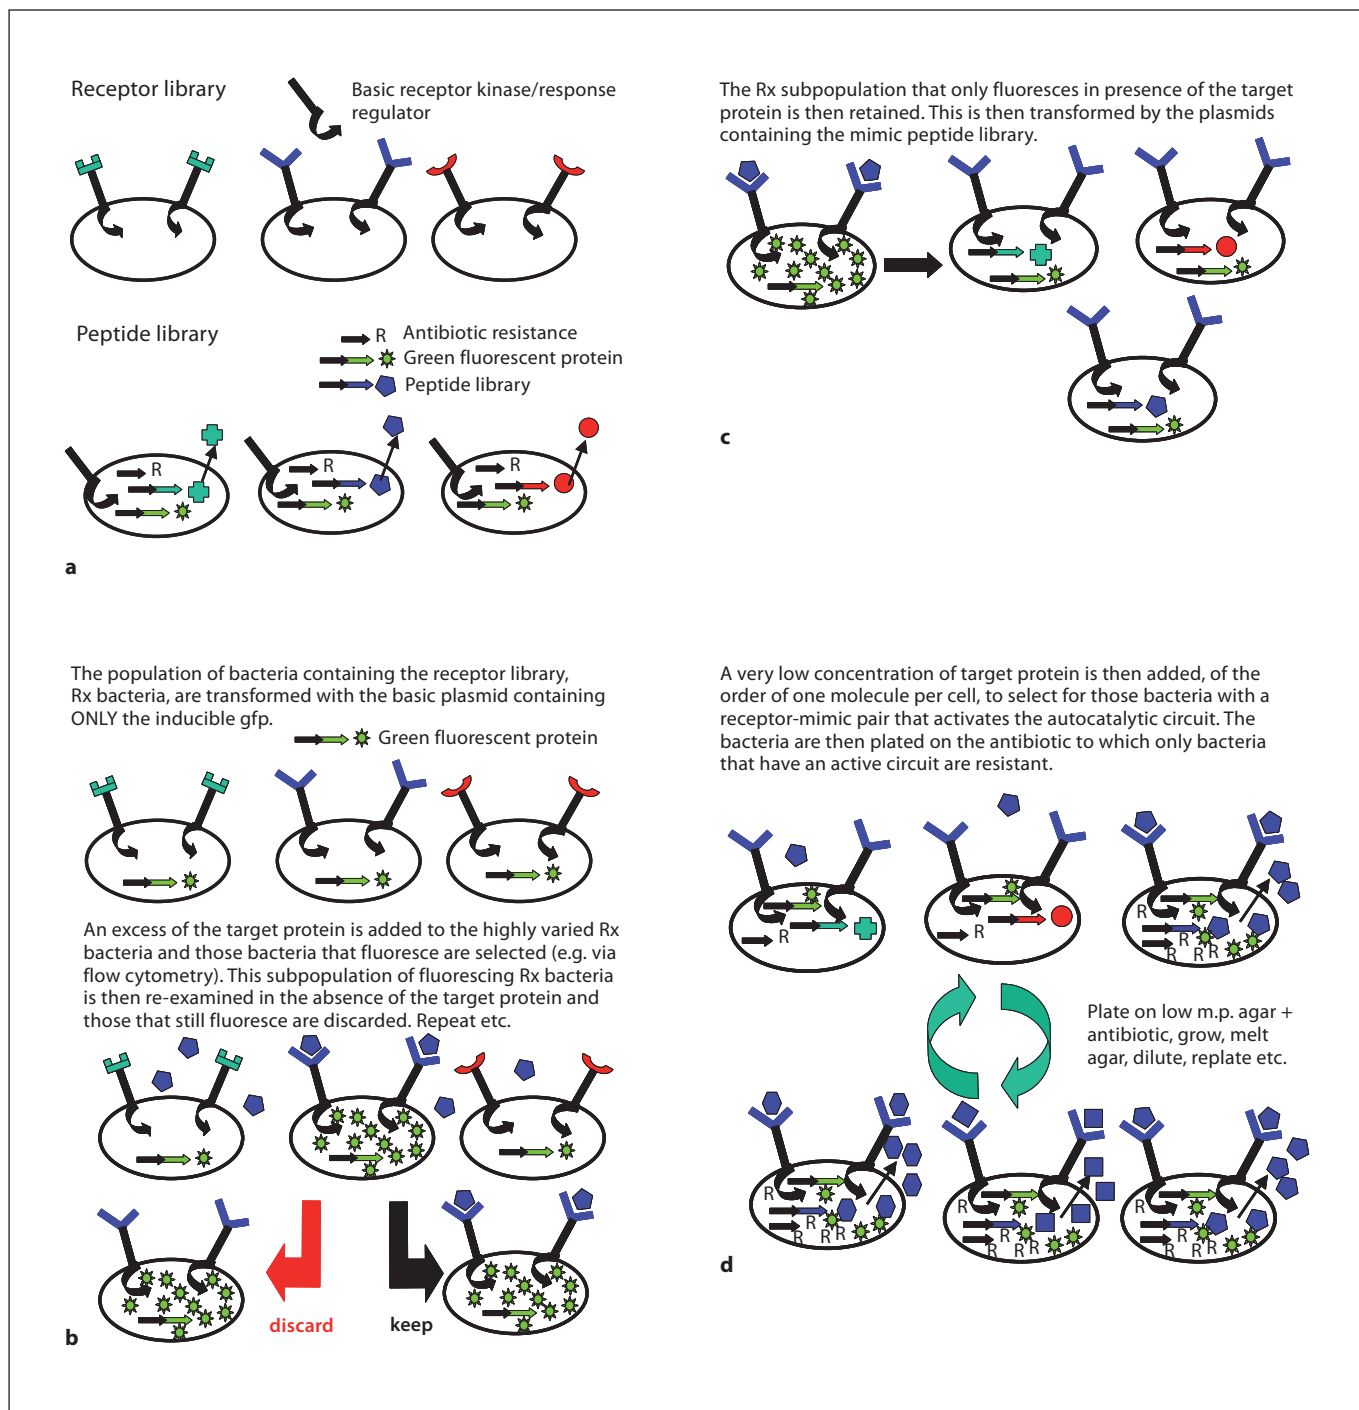 Receptor library
Basic receptor kinase/response
regulator
Peptide library
R Antibiotic resistance
Green fluorescent protein
Peptide library
R
R
R
a
The population of bacteria containing the receptor library,
Rx bacteria, are transformed with the basic plasmid containing
ONLY the inducible gfp.
Green fluorescent protein
An excess of the target protein is added to the highly varied Rx
bacteria and those bacteria that fluoresce are selected (e.g. via
flow cytometry). This subpopulation of fluorescing Rx bacteria
is then re-examined in the absence of the target protein and
those that still fluoresce are discarded. Repeat etc.
discard
keep
b
The Rx subpopulation that only fluoresces in presence of the target
protein is then retained. This is then transformed by the plasmids
containing the mimic peptide library.
c
A very low concentration of target protein is then added, of the
order of one molecule per cell, to select for those bacteria with a
receptor-mimic pair that activates the autocatalytic circuit. The
bacteria are then plated on the antibiotic to which only bacteria
that have an active circuit are resistant.
R
R
R
R
R
R
R
Plate on low m.p. agar +
antibiotic, grow, melt
agar, dilute, replate etc.
R
R
R
R
R
R
R
R
R
R
R
R
d